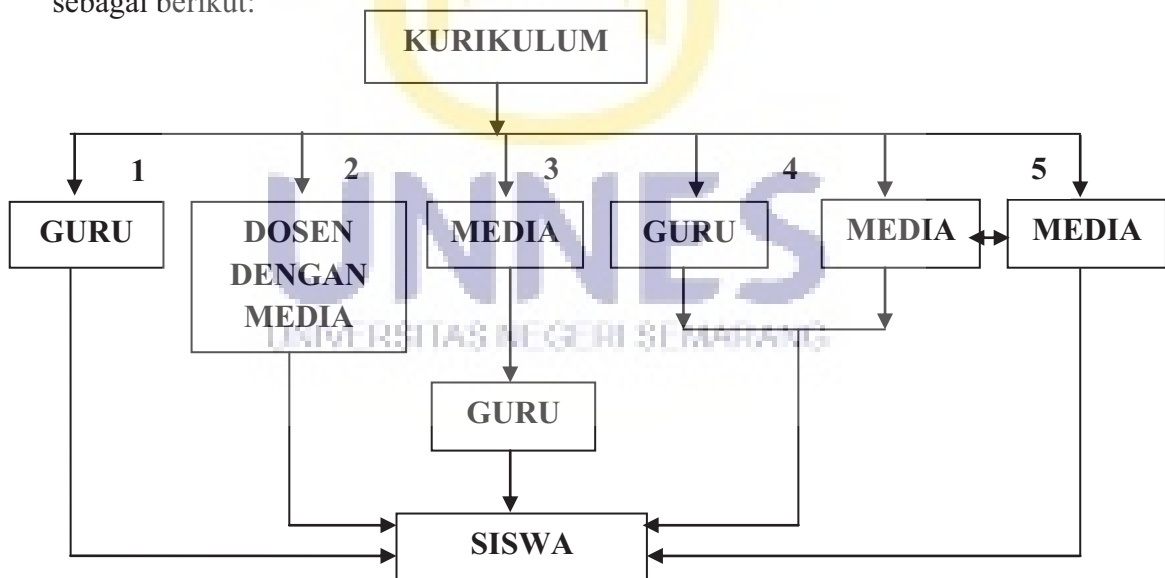 sebagai berikut:
KURIKULUM
1
2
3
4
5
GURU
DOSEN
DENGAN
MEDIA
MEDIA
GURU
MEDIA
MEDIA
UNNES
UNIVERSITAS NEGERI SEMARANG
GURU
SISWA